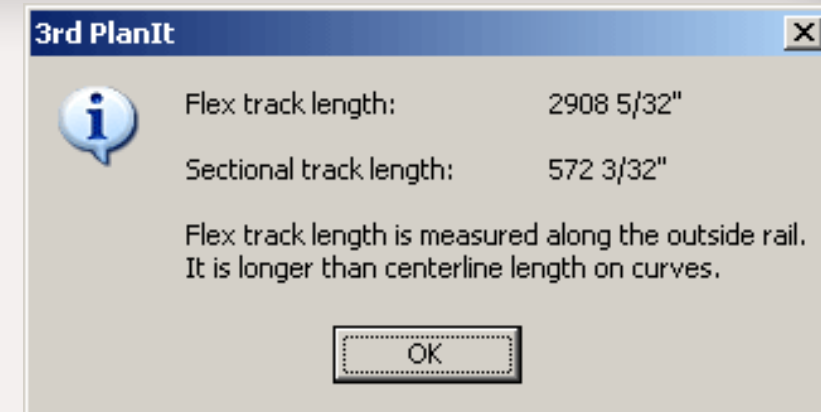 3rd PlanIt
Flex track length: 2908 5/32"
Sectional track length: 572 3/32"
Flex track length is measured along the outside rail.
It is longer than centerline length on curves.
OK